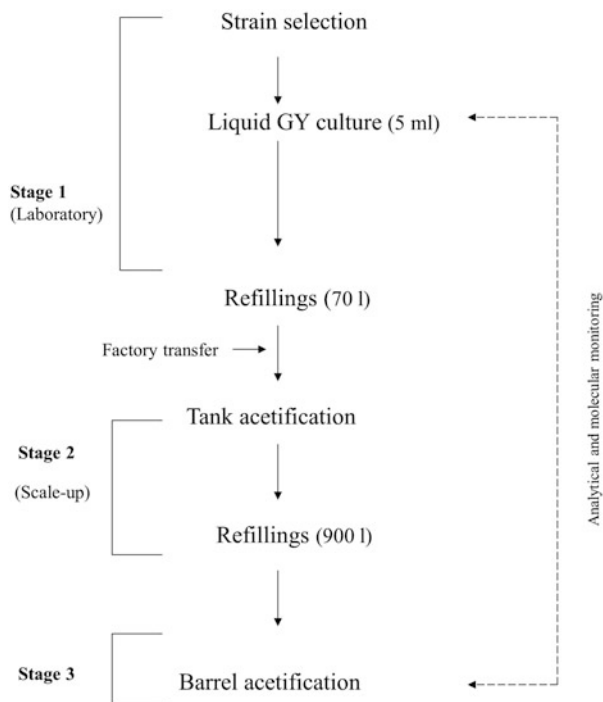 Strain selection
Liquid GY culture (5 ml)
Stage 1
(Laboratory)
Refillings (70 l)
Factory transfer
Tank acetification
Stage 2
(Scale-up)
Refillings (900 l)
Stage 3
Barrel acetification
Analytical and molecular monitoring